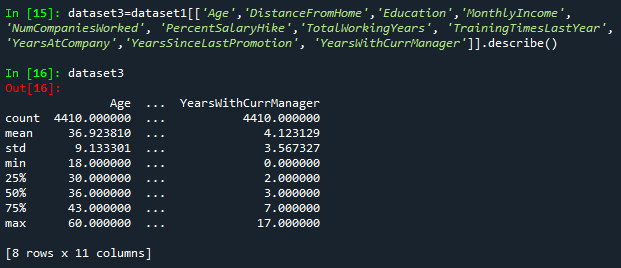 In [15]: dataset3=dataset1[['Age','DistanceFromHome','Education','MonthlyIncome',
'NumCompaniesWorked', 'PercentSalaryHike','TotalWorkingYears', 'TrainingTimesLastYear',
'YearsAtCompany','YearsSinceLastPromotion', 'YearsWithCurrManager']].describe()
In [16]: dataset3
Out[16]:
Age ... YearsWithCurrManager
count 4410.000000 ... 4410.000000
mean 36.923810 ... 4.123129
std 9.133301 ... 3.567327
min 18.000000 ... 0.000000
25% 30.000000 ... 2.000000
50% 36.000000 ... 3.000000
75% 43.000000 ... 7.000000
max 60.000000 ... 17.000000
[8 rows x 11 columns]